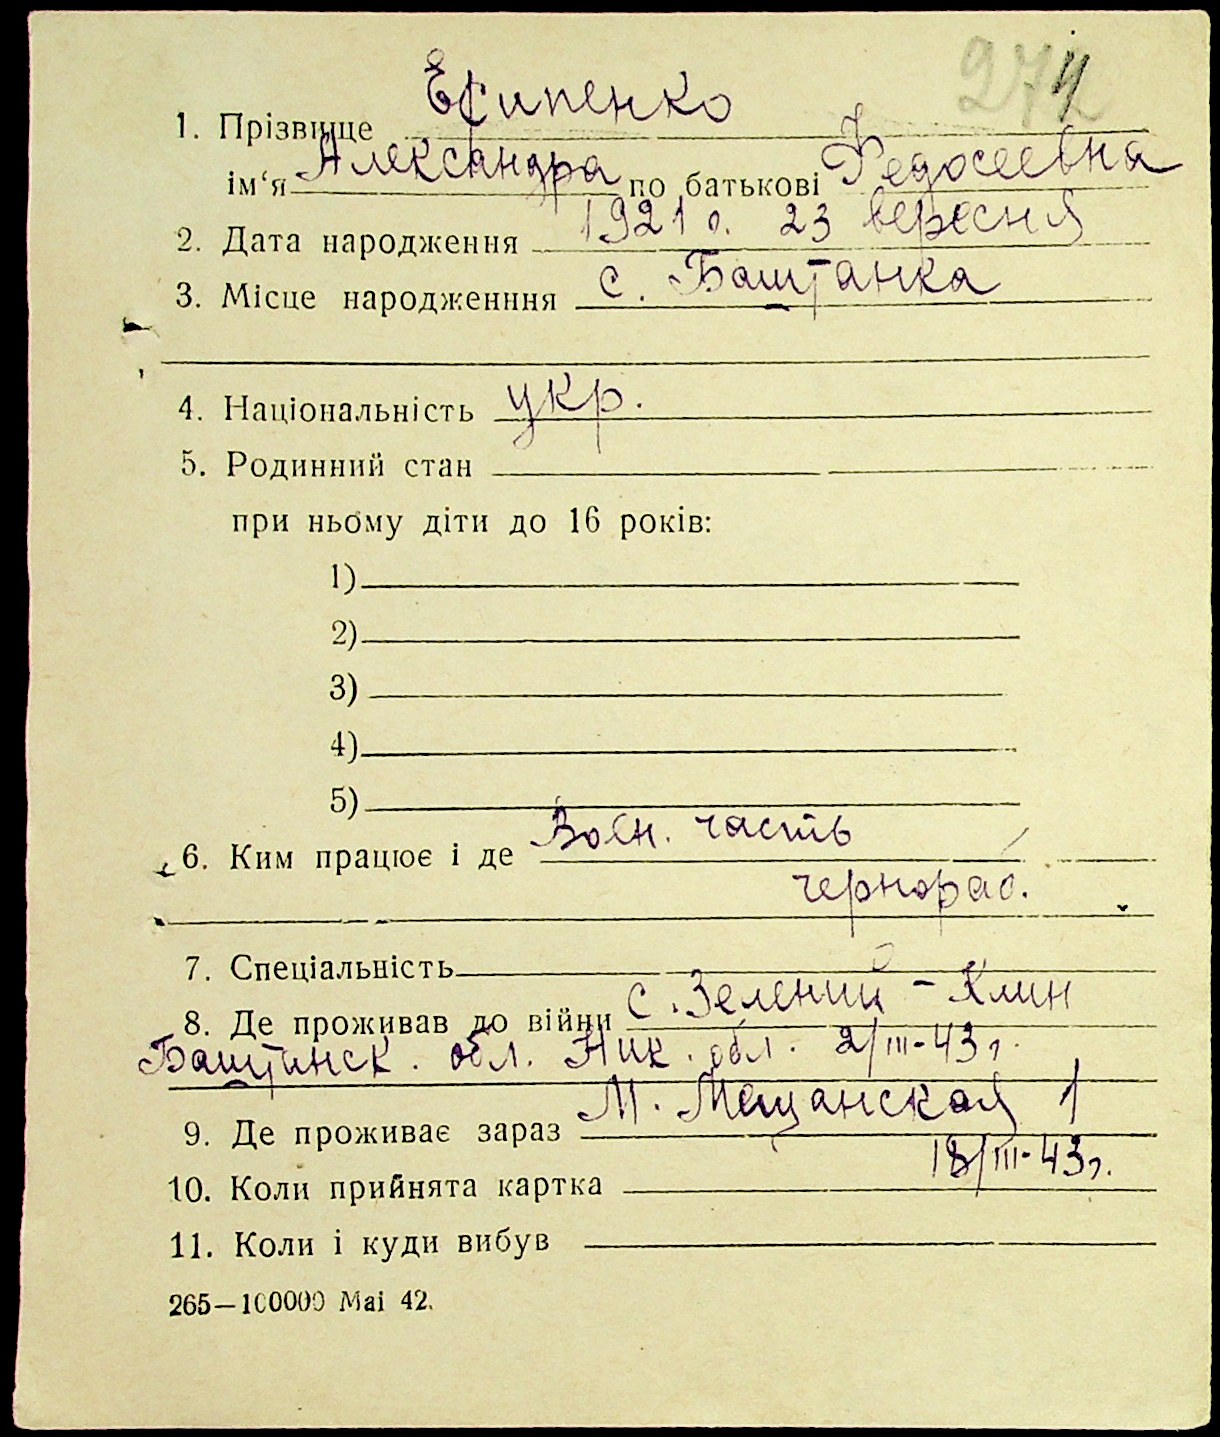 1. Прізвище Єсипенко
ім'я Александра по батькові Федосеевна
2. Дата народження 1921 р. 23 вересня
3. Місце народженння с. Баштанка
4. Національність укр.
5. Родинний стан
при ньому діти до 16 років:
1)
2)
3)
4)
5)
6. Ким працює і де Воен. часть
чернораб.
7. Спеціальність
8. Де проживав до війни с. Зелений - Клин
Баштанск. обл. Ник. обл. 2/III-43 г.
9. Де проживає зараз М. Мещанская 1
18/III-43 г.
10. Коли прийнята картка
11. Коли і куди вибув
265—100000 Mai 42.